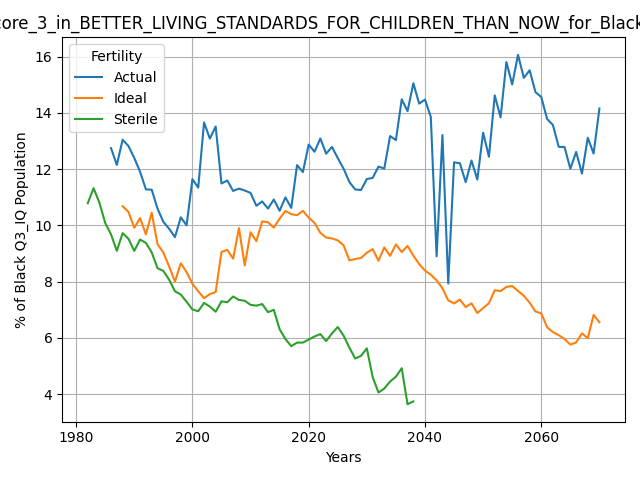 core_3_in_BETTER_LIVING_STANDARDS_FOR_CHILDREN_THAN_NOW_for_Black
Fertility
Actual
Ideal
Sterile
% of Black Q3_IQ Population
16
14
12
10
8
6
4
1980
2000
2020
2040
2060
Years